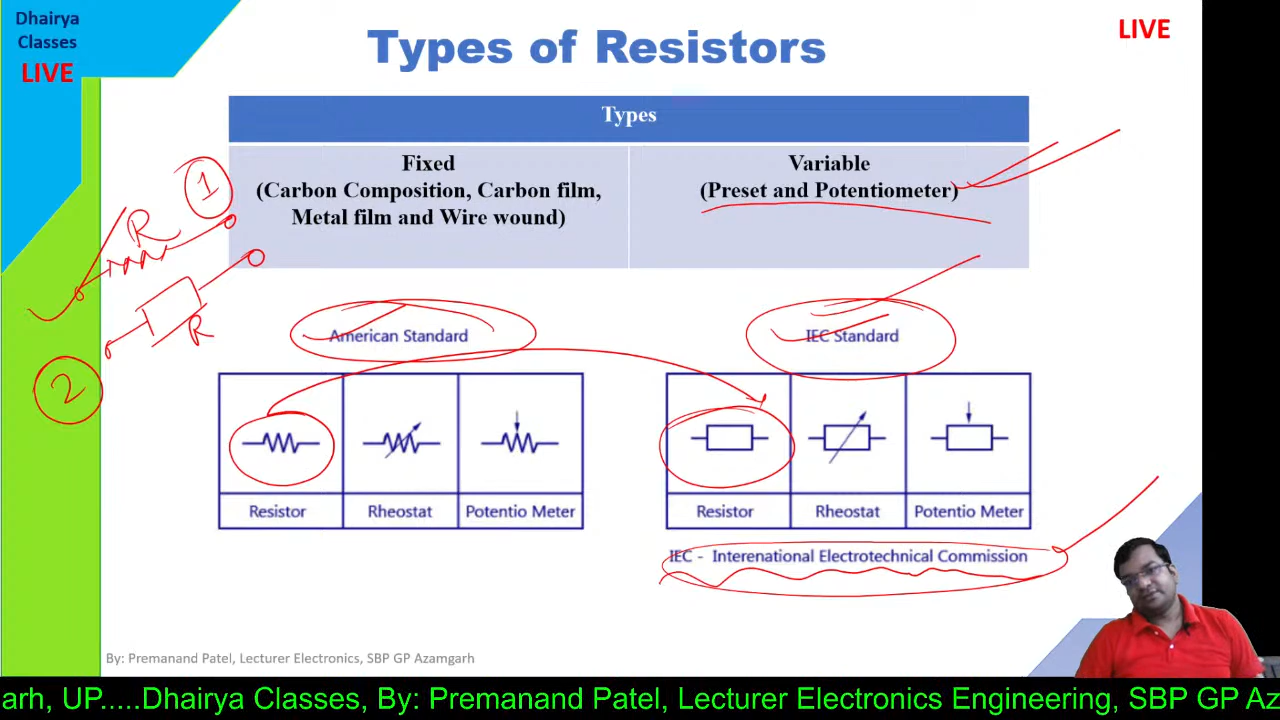 Dhairya
Classes
LIVE
Types of Resistors
LIVE
Types
Fixed
(Carbon Composition, Carbon film,
Metal film and Wire wound)
Variable
(Preset and Potentiometer)
1
R
R
2
American Standard
IEC Standard
Resistor
Rheostat
Potentio Meter
Resistor
Rheostat
Potentio Meter
IEC - Interenational Electrotechnical Commission
By: Premanand Patel, Lecturer Electronics, SBP GP Azamgarh
arh, UP.....Dhairya Classes, By: Premanand Patel, Lecturer Electronics Engineering, SBP GP Az